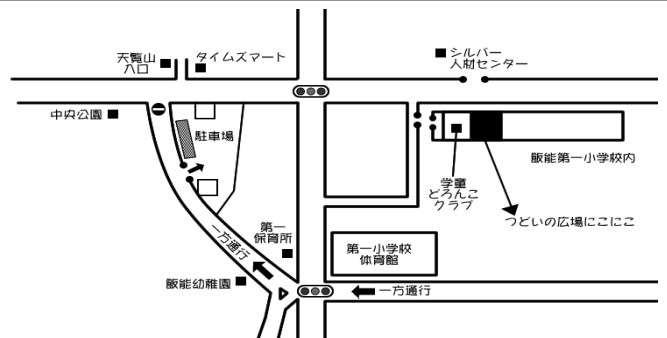 天覧山
入口
タイムズマート
シルバー
人材センター
中央公園
駐車場
飯能第一小学校内
学童
どろんこ
クラブ
つどいの広場にこにこ
第一
保育所
一方通行
第一小学校
体育館
飯能幼稚園
一方通行